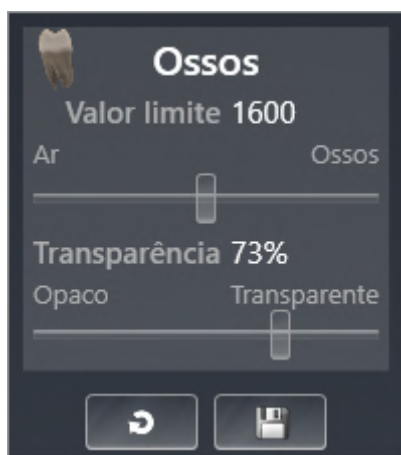 Ossos
Valor limite 1600
Ar Ossos
Transparência 73%
Opaco Transparente